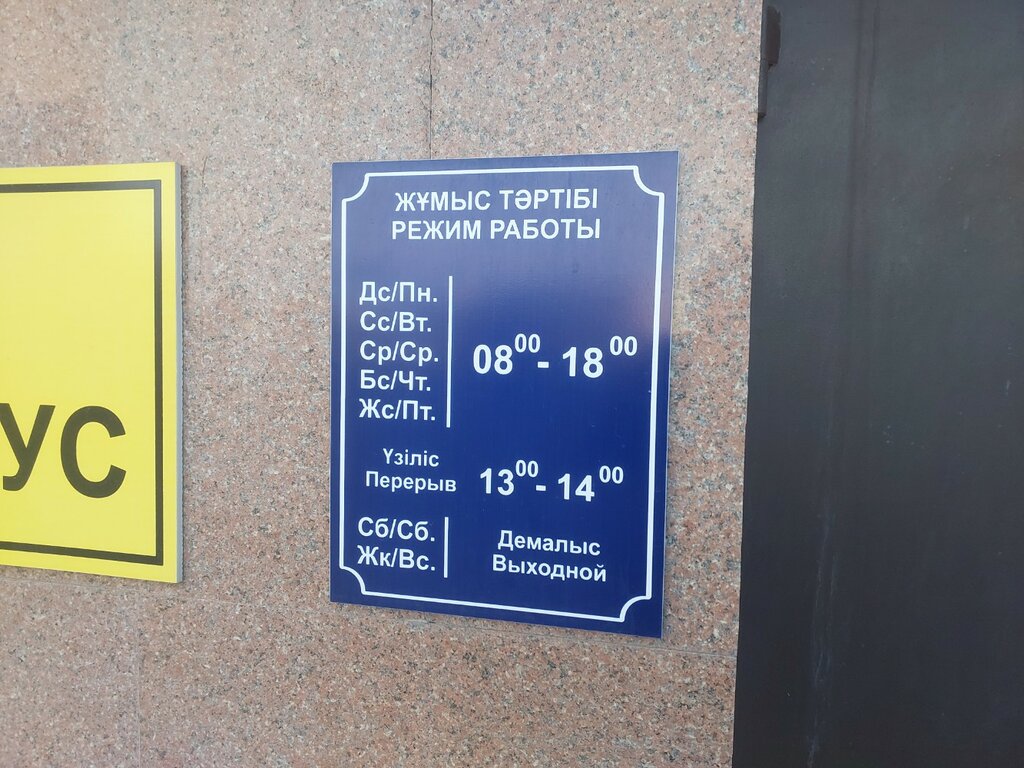 УС
ЖҰМЫС ТӘРТІБІ
РЕЖИМ РАБОТЫ
Дс/Пн.
Сс/Вт.
Ср/Ср.
Бс/Чт.
Жс/Пт.
08⁰⁰- 18⁰⁰
Үзіліс
Перерыв
13⁰⁰- 14⁰⁰
Сб/Сб.
Жк/Вс.
Демалыс
Выходной